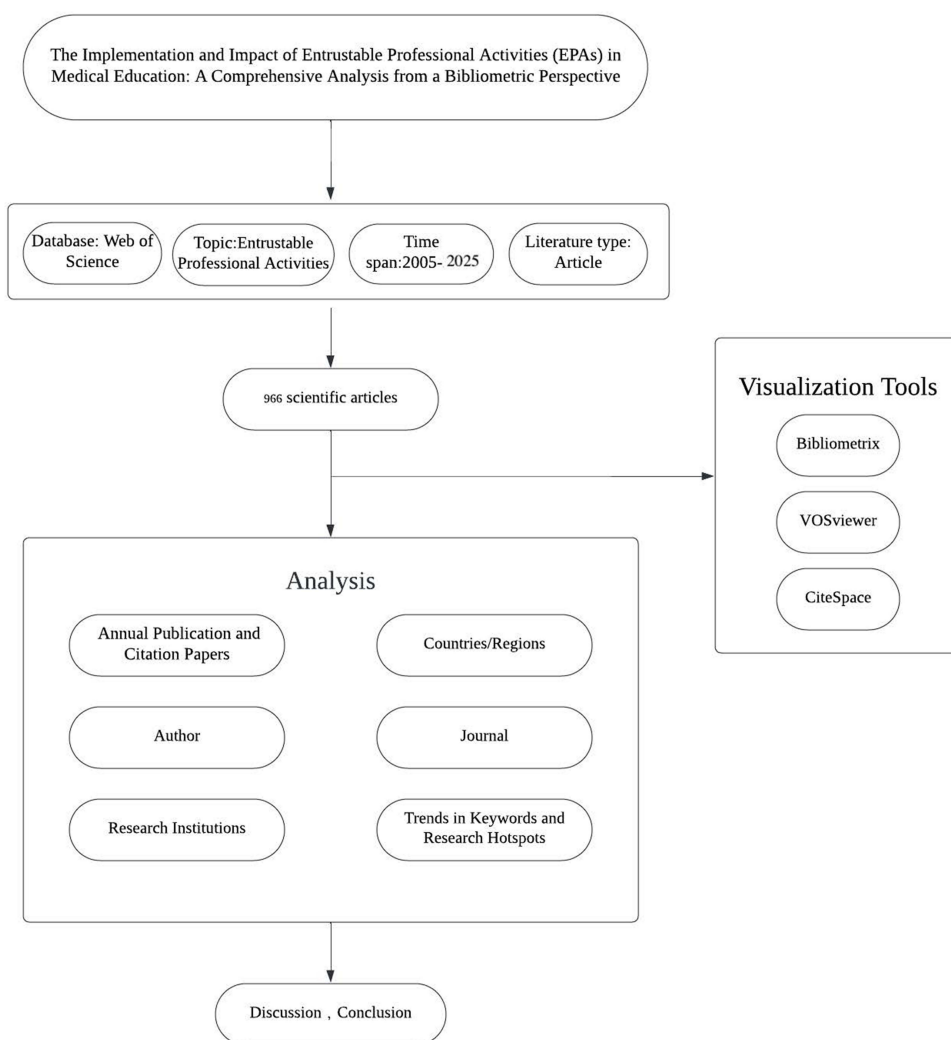 The Implementation and Impact of Entrustable Professional Activities (EPAs) in
Medical Education: A Comprehensive Analysis from a Bibliometric Perspective
Database: Web of
Science
Topic:Entrustable
Professional Activities
Time
span:2005- 2025
Literature type:
Article
966 scientific articles
Visualization Tools
Bibliometrix
VOSviewer
CiteSpace
Analysis
Annual Publication and
Citation Papers
Countries/Regions
Author
Journal
Research Institutions
Trends in Keywords and
Research Hotspots
Discussion , Conclusion